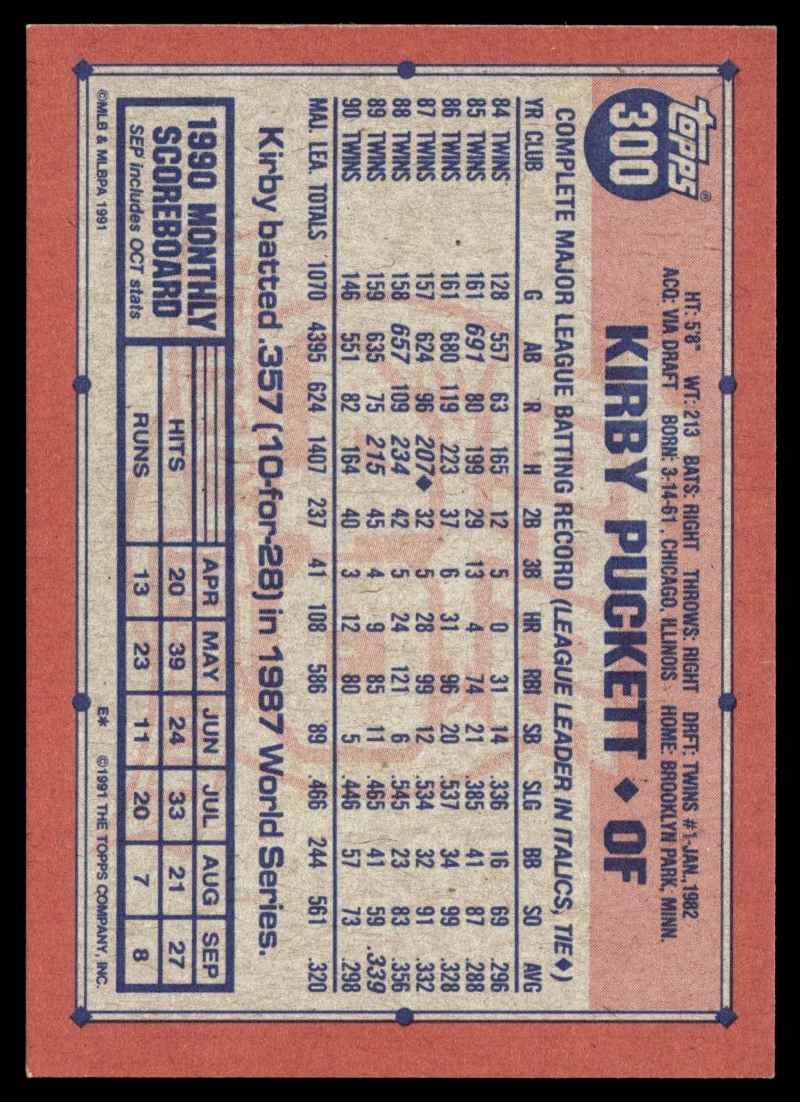 topps®
300
HT: 5'8" WT: 213 BATS: RIGHT THROWS: RIGHT DRFT: TWINS #1-JAN., 1982
ACQ: VIA DRAFT BORN: 3-14-61, CHICAGO, ILLINOIS HOME: BROOKLYN PARK, MINN.
KIRBY PUCKETT ◆ OF
COMPLETE MAJOR LEAGUE BATTING RECORD (LEAGUE LEADER IN ITALICS, TIE◆)
YR CLUB G AB R H 2B 3B HR RBI SB SLG BB SO AVG
84 TWINS 128 557 63 165 12 5 0 31 14 .336 16 69 .296
85 TWINS 161 691 80 199 29 13 4 74 21 .385 41 87 .288
86 TWINS 161 680 119 223 37 6 31 96 20 .537 34 99 .328
87 TWINS 157 624 96 207◆ 32 5 28 99 12 .534 32 91 .332
88 TWINS 158 657 109 234 42 5 24 121 6 .545 23 83 .356
89 TWINS 159 635 75 215 45 4 9 85 11 .465 41 59 .339
90 TWINS 146 551 82 164 40 3 12 80 5 .446 57 73 .298
MAJ. LEA. TOTALS 1070 4395 624 1407 237 41 108 586 89 .466 244 561 .320
Kirby batted .357 (10-for-28) in 1987 World Series.
1990 MONTHLY SCOREBOARD
SEP includes OCT stats
APR MAY JUN JUL AUG SEP
HITS 20 39 24 33 21 27
RUNS 13 23 11 20 7 8
©MLB & MLBPA 1991 E* ©1991 THE TOPPS COMPANY, INC.